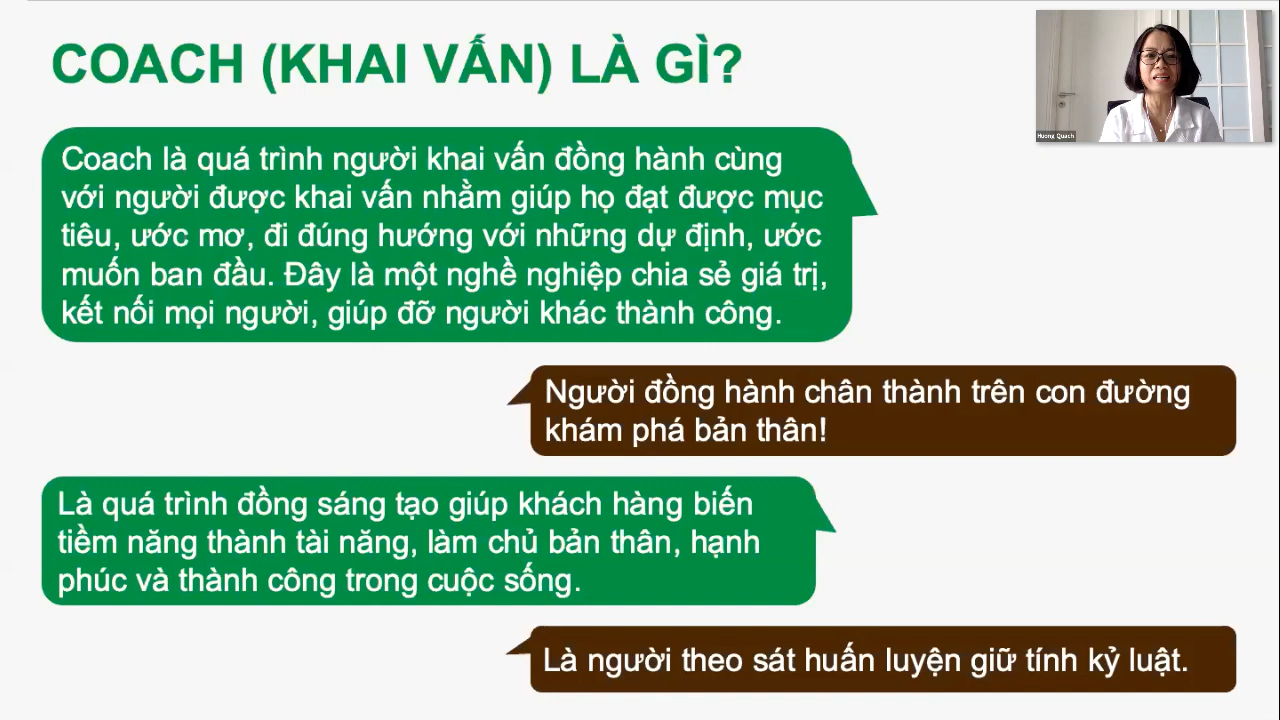 COACH (KHAI VẤN) LÀ GÌ?
Huong Quach
Coach là quá trình người khai vấn đồng hành cùng
với người được khai vấn nhằm giúp họ đạt được mục
tiêu, ước mơ, đi đúng hướng với những dự định, ước
muốn ban đầu. Đây là một nghề nghiệp chia sẻ giá trị,
kết nối mọi người, giúp đỡ người khác thành công.
Người đồng hành chân thành trên con đường
khám phá bản thân!
Là quá trình đồng sáng tạo giúp khách hàng biến
tiềm năng thành tài năng, làm chủ bản thân, hạnh
phúc và thành công trong cuộc sống.
Là người theo sát huấn luyện giữ tính kỷ luật.